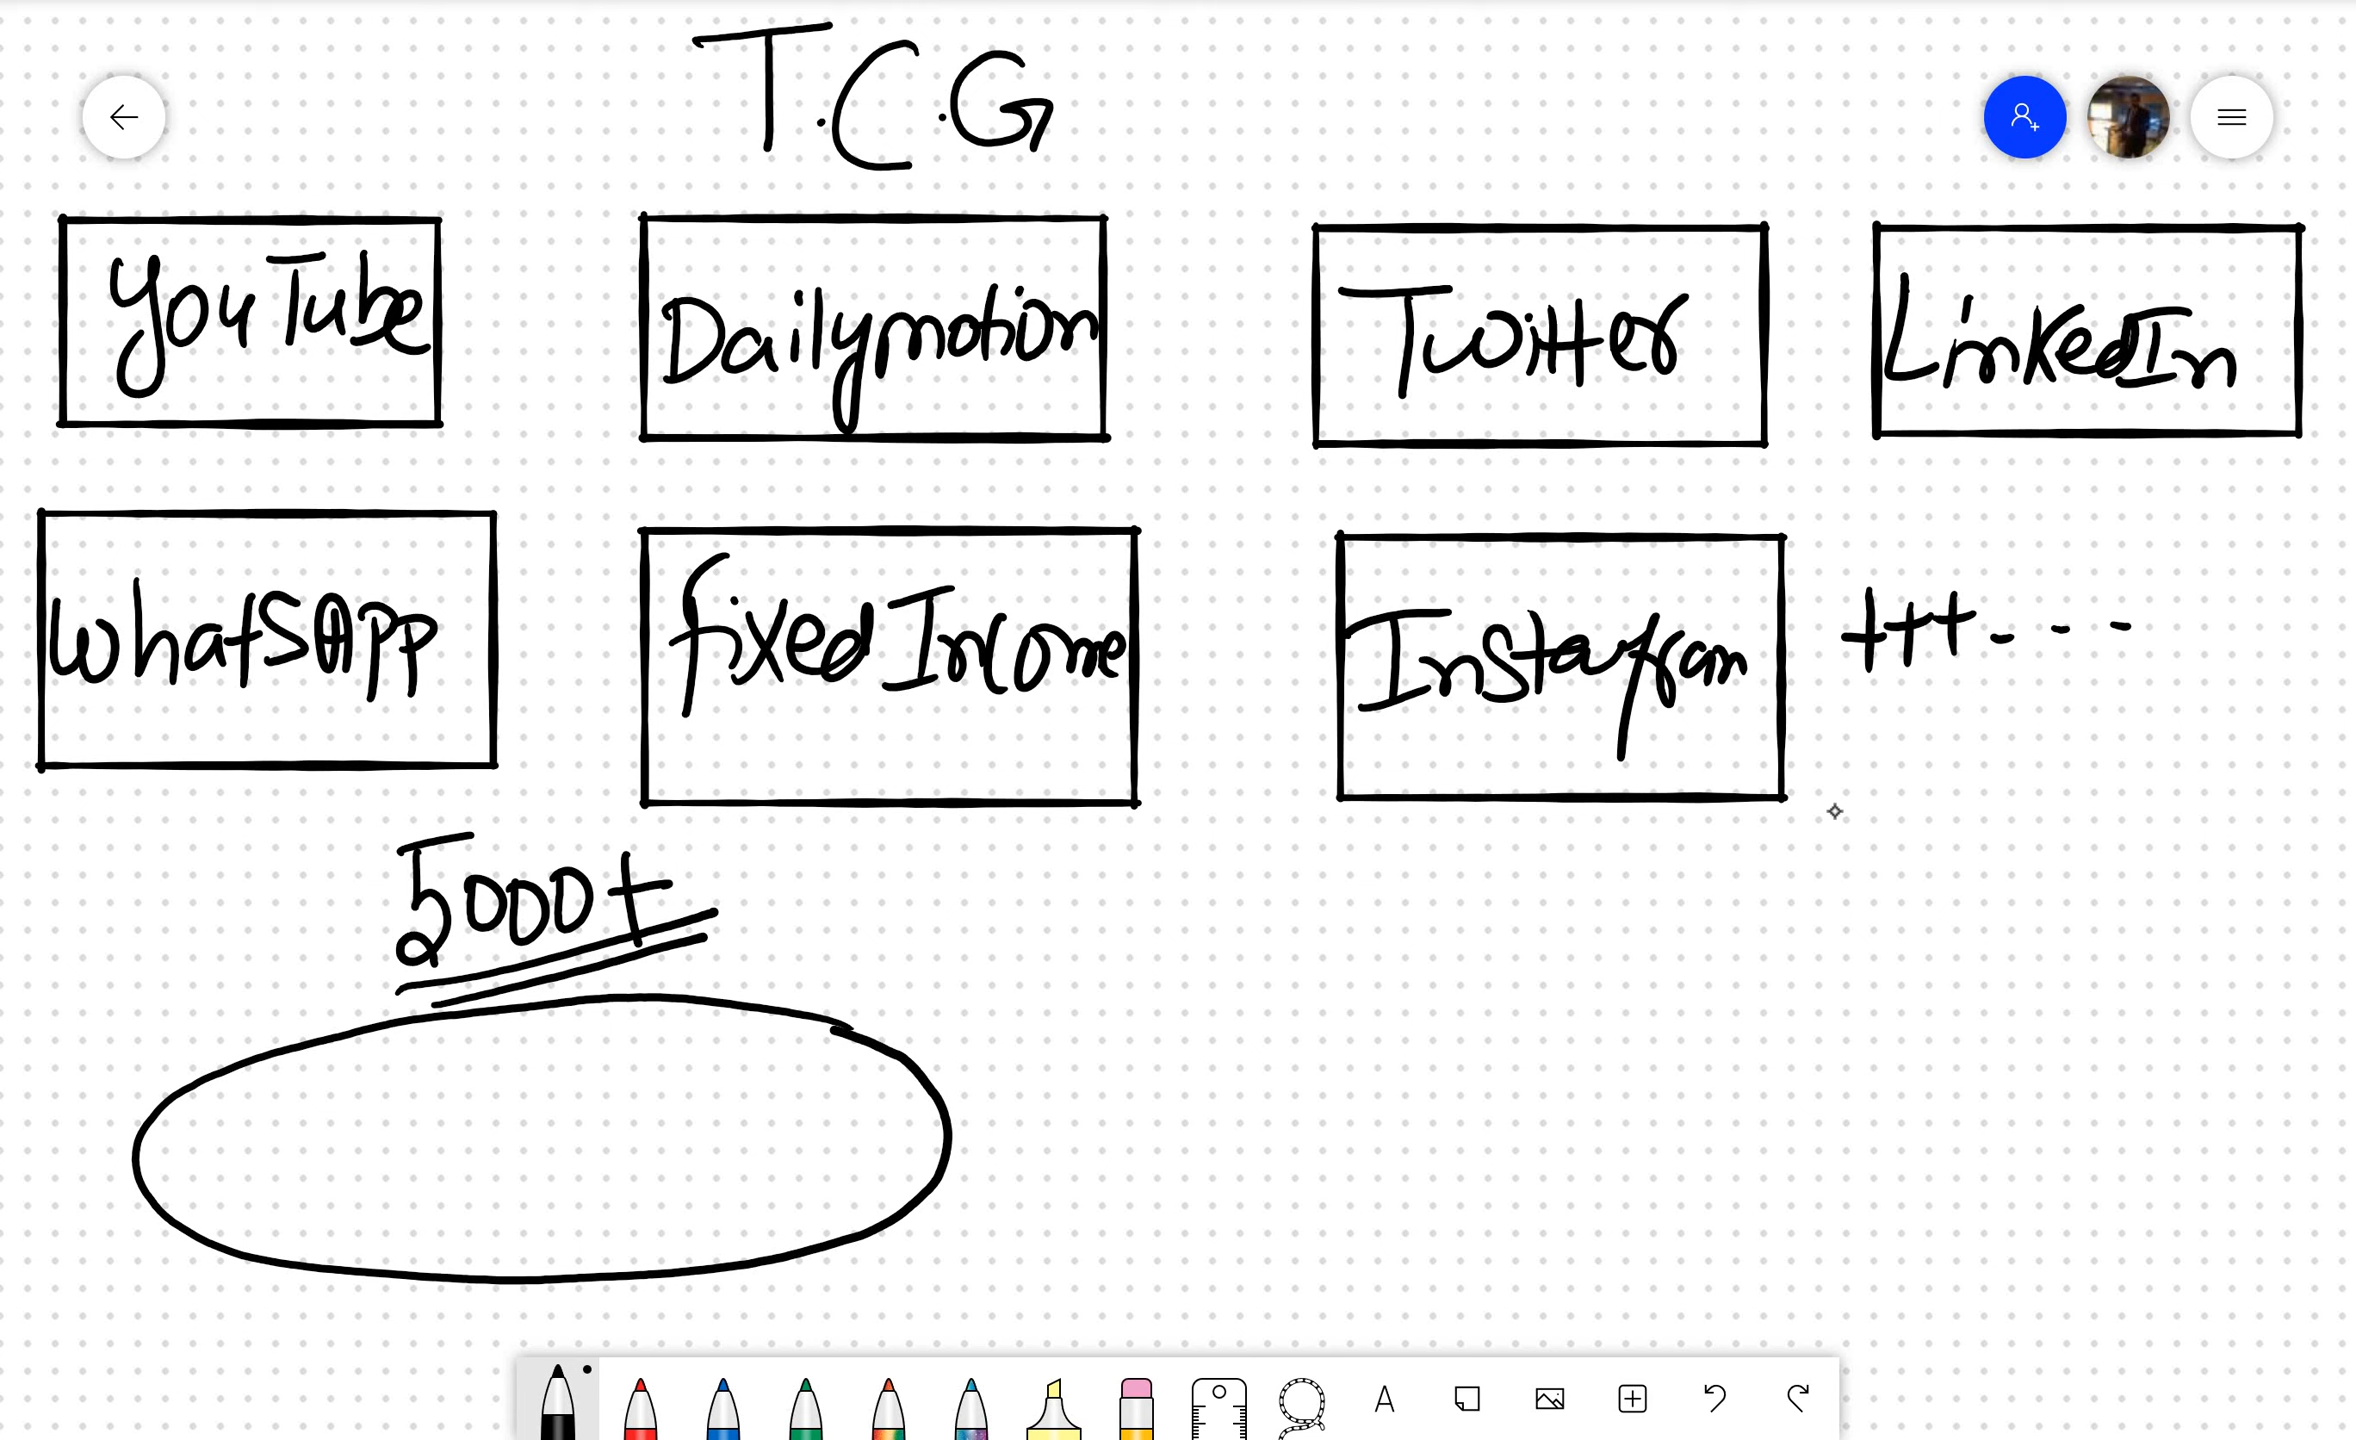 T.C.G
YouTube
Dailymotion
Twitter
LinkedIn
WhatsApp
fixed Income
Instagram
+++---
5000+
A